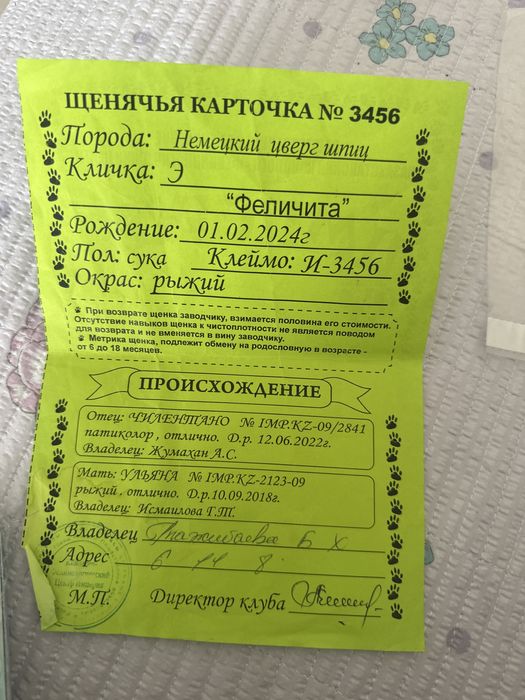 ЩЕНЯЧЬЯ КАРТОЧКА № 3456
Порода: Немецкий цверг шпиц
Кличка: Э
"Феличита"
Рождение: 01.02.2024г
Пол: сука Клеймо: И-3456
Окрас: рыжий
При возврате щенка заводчику, взимается половина его стоимости.
Отсутствие навыков щенка к чистоплотности не является поводом
для возврата и не вменяется в вину заводчику.
Метрика щенка, подлежит обмену на родословную в возрасте -
от 6 до 18 месяцев.
ПРОИСХОЖДЕНИЕ
Отец: ЧИЛЕНТАНО № IMP.KZ-09/2841
патиколор , отлично. Д.р. 12.06.2022г.
Владелец: Жумахан А.С.
Мать: УЛЬЯНА № IMP.KZ-2123-09
рыжий , отлично. Д.р.10.09.2018г.
Владелец: Исмаилова Г.Т.
Владелец Б Х
Адрес 6
М.П. Директор клуба